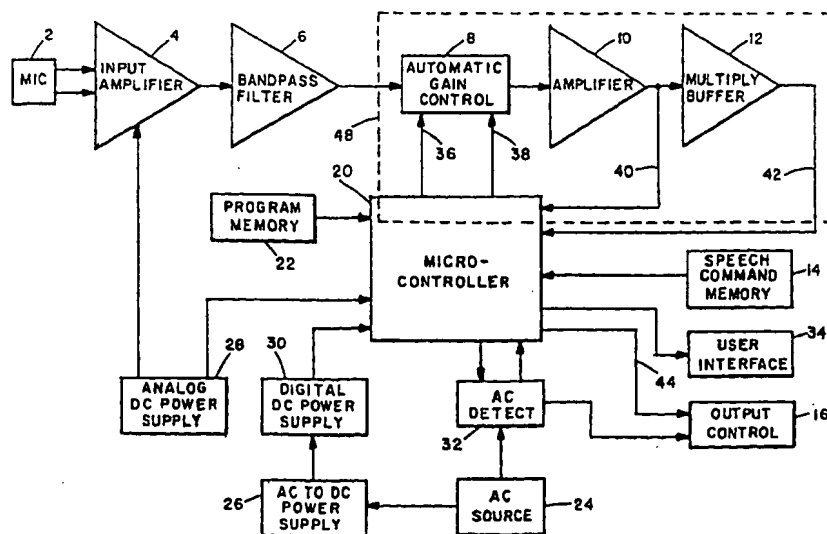 2
MIC
4
INPUT
AMPLIFIER
6
BANDPASS
FILTER
8
AUTOMATIC
GAIN
CONTROL
10
AMPLIFIER
12
MULTIPLY
BUFFER
48
36
38
40
42
20
PROGRAM
MEMORY
22
MICRO-
CONTROLLER
SPEECH
COMMAND
MEMORY
14
28
ANALOG
DC POWER
SUPPLY
30
DIGITAL
DC POWER
SUPPLY
AC
DETECT
32
44
USER
INTERFACE
34
OUTPUT
CONTROL
16
26
AC TO DC
POWER
SUPPLY
AC
SOURCE
24